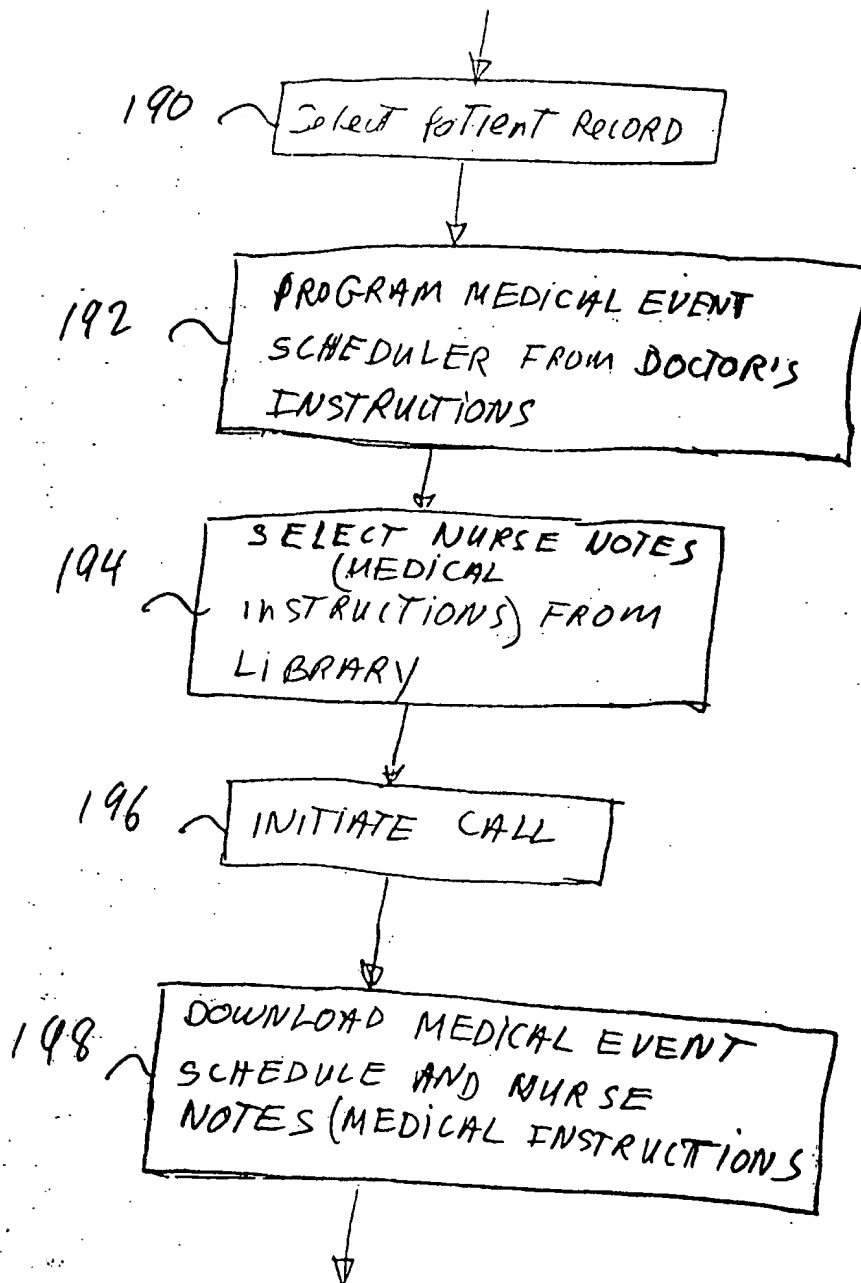 190
Select Patient Record
192
PROGRAM MEDICAL EVENT
SCHEDULER FROM DOCTOR'S
INSTRUCTIONS
194
SELECT NURSE NOTES
(MEDICAL
INSTRUCTIONS) FROM
LIBRARY
196
INITIATE CALL
198
DOWNLOAD MEDICAL EVENT
SCHEDULE AND NURSE
NOTES (MEDICAL INSTRUCTIONS